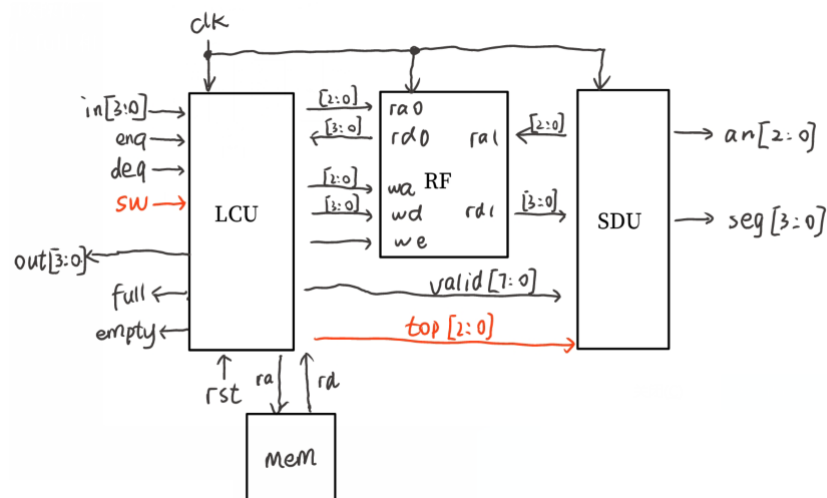 clk
in[3:0]
enq
deq
sw
out[3:0]
full
empty
rst
LCU
[2:0]
[3:0]
[2:0]
[3:0]
ra0
rd0
wa
wd
we
RF
ra1
rd1
[2:0]
[3:0]
valid[7:0]
top[2:0]
SDU
an[2:0]
seg[3:0]
ra
rd
mem